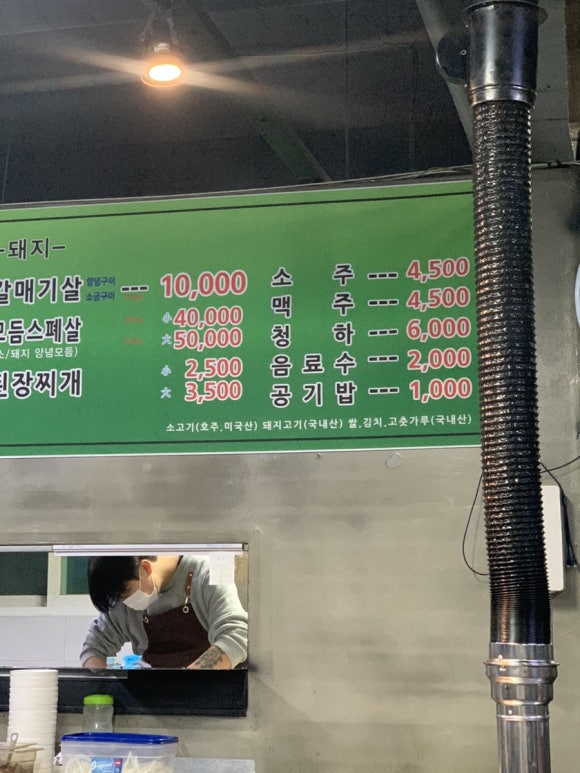 -돼지-
갈매기살 양념구이 소금구이 --- 10,000
모듬스페샬 小 40,000
大 50,000
소/돼지 양념모듬)
된장찌개 小 2,500
大 3,500
소 주 --- 4,500
맥 주 --- 4,500
청 하 --- 6,000
음료수 --- 2,000
공기밥 --- 1,000
소고기(호주,미국산) 돼지고기(국내산) 쌀,김치,고춧가루(국내산)